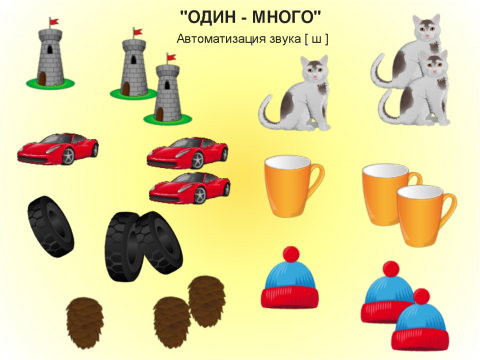 "ОДИН - МНОГО"
Автоматизация звука [ ш ]